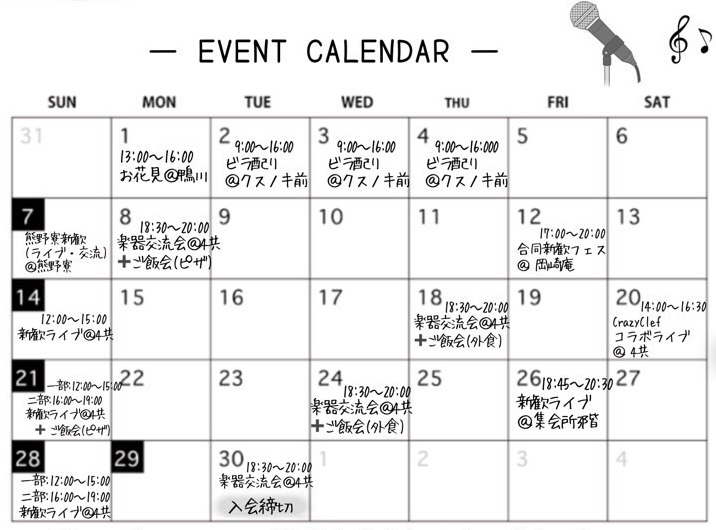 — EVENT CALENDAR —
SUN MON TUE WED THU FRI SAT
31
1
13:00〜16:00
お花見@鴨川
2
9:00〜16:00
ビラ配り
@クスノキ前
3
9:00〜16:00
ビラ配り
@クスノキ前
4
9:00〜16:000
ビラ配り
@クスノキ前
5
6
7
熊野寮新歓
(ライブ・交流)
@熊野寮
8
18:30〜20:00
楽器交流会@4共
+ご飯会(ピザ)
9
10
11
12
17:00〜20:00
合同新歓フェス
@ 岡崎庵
13
14
12:00〜15:00
新歓ライブ@4共
15
16
17
18
18:30〜20:00
楽器交流会@4共
+ご飯会(外食)
19
20
14:00〜16:30
CrazyClef
コラボライブ
@ 4共
21
一部:12:00〜15:00
二部:16:00〜19:00
新歓ライブ@4共
+ ご飯会(ピザ)
22
23
24
18:30〜20:00
楽器交流会@4共
+ご飯会(外食)
25
26
18:45〜20:30
新歓ライブ
@集会所
27
28
一部:12:00〜15:00
二部:16:00〜19:00
新歓ライブ@4共
29
30
18:30〜20:00
楽器交流会@4共
入会締切
1
2
3
4